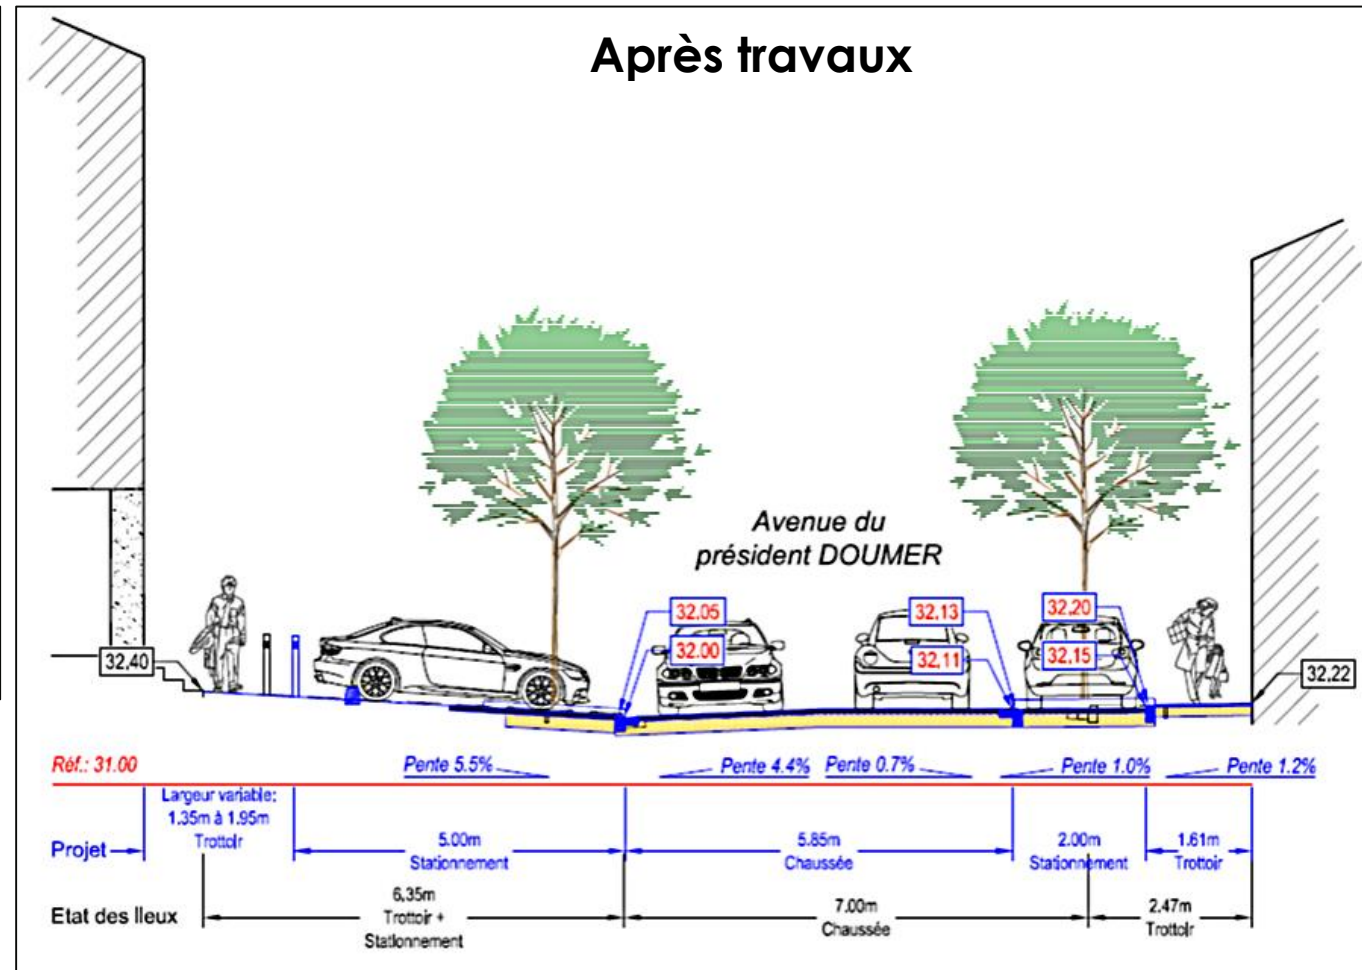 Après travaux
Avenue du
président DOUMER
32.05
32.13
32.20
32.00
32.11
32.15
32.40
32.22
Réf.: 31.00
Pente 5.5%
Pente 4.4%
Pente 0.7%
Pente 1.0%
Pente 1.2%
Largeur variable:
1.35m à 1.95m
Trottoir
Projet
5.00m
Stationnement
5.85m
Chaussée
2.00m
Stationnement
1.61m
Trottoir
Etat des lieux
6.35m
Trottoir +
Stationnement
7.00m
Chaussée
2.47m
Trottoir